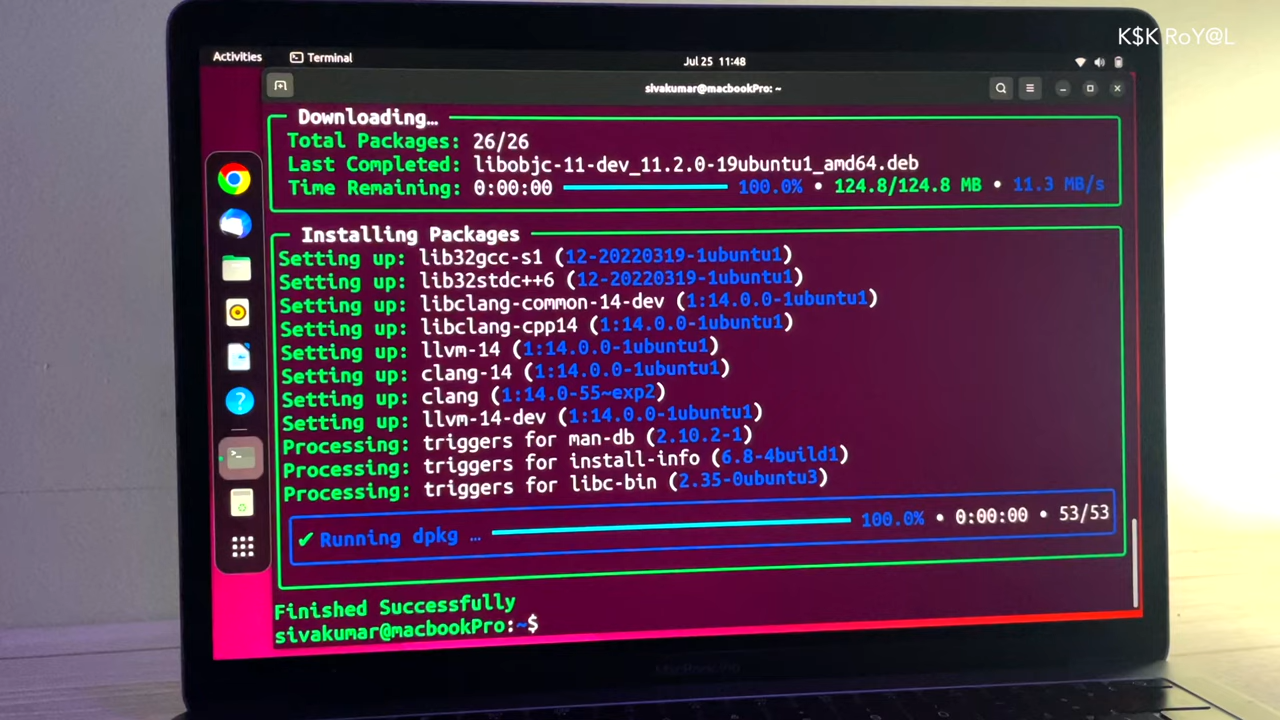 K$K RoY@L
Activities
Terminal
Jul 25 11:48
sivakumar@macbookPro: ~
Downloading…
Total Packages: 26/26
Last Completed: libobjc-11-dev_11.2.0-19ubuntu1_amd64.deb
Time Remaining: 0:00:00 100.0% • 124.8/124.8 MB • 11.3 MB/s
Installing Packages
Setting up: lib32gcc-s1 (12-20220319-1ubuntu1)
Setting up: lib32stdc++6 (12-20220319-1ubuntu1)
Setting up: libclang-common-14-dev (1:14.0.0-1ubuntu1)
Setting up: libclang-cpp14 (1:14.0.0-1ubuntu1)
Setting up: llvm-14 (1:14.0.0-1ubuntu1)
Setting up: clang-14 (1:14.0.0-1ubuntu1)
Setting up: clang (1:14.0-55~exp2)
Setting up: llvm-14-dev (1:14.0.0-1ubuntu1)
Processing: triggers for man-db (2.10.2-1)
Processing: triggers for install-info (6.8-4build1)
Processing: triggers for libc-bin (2.35-0ubuntu3)
✔ Running dpkg … 100.0% • 0:00:00 • 53/53
Finished Successfully
sivakumar@macbookPro:~$
MacBook Pro